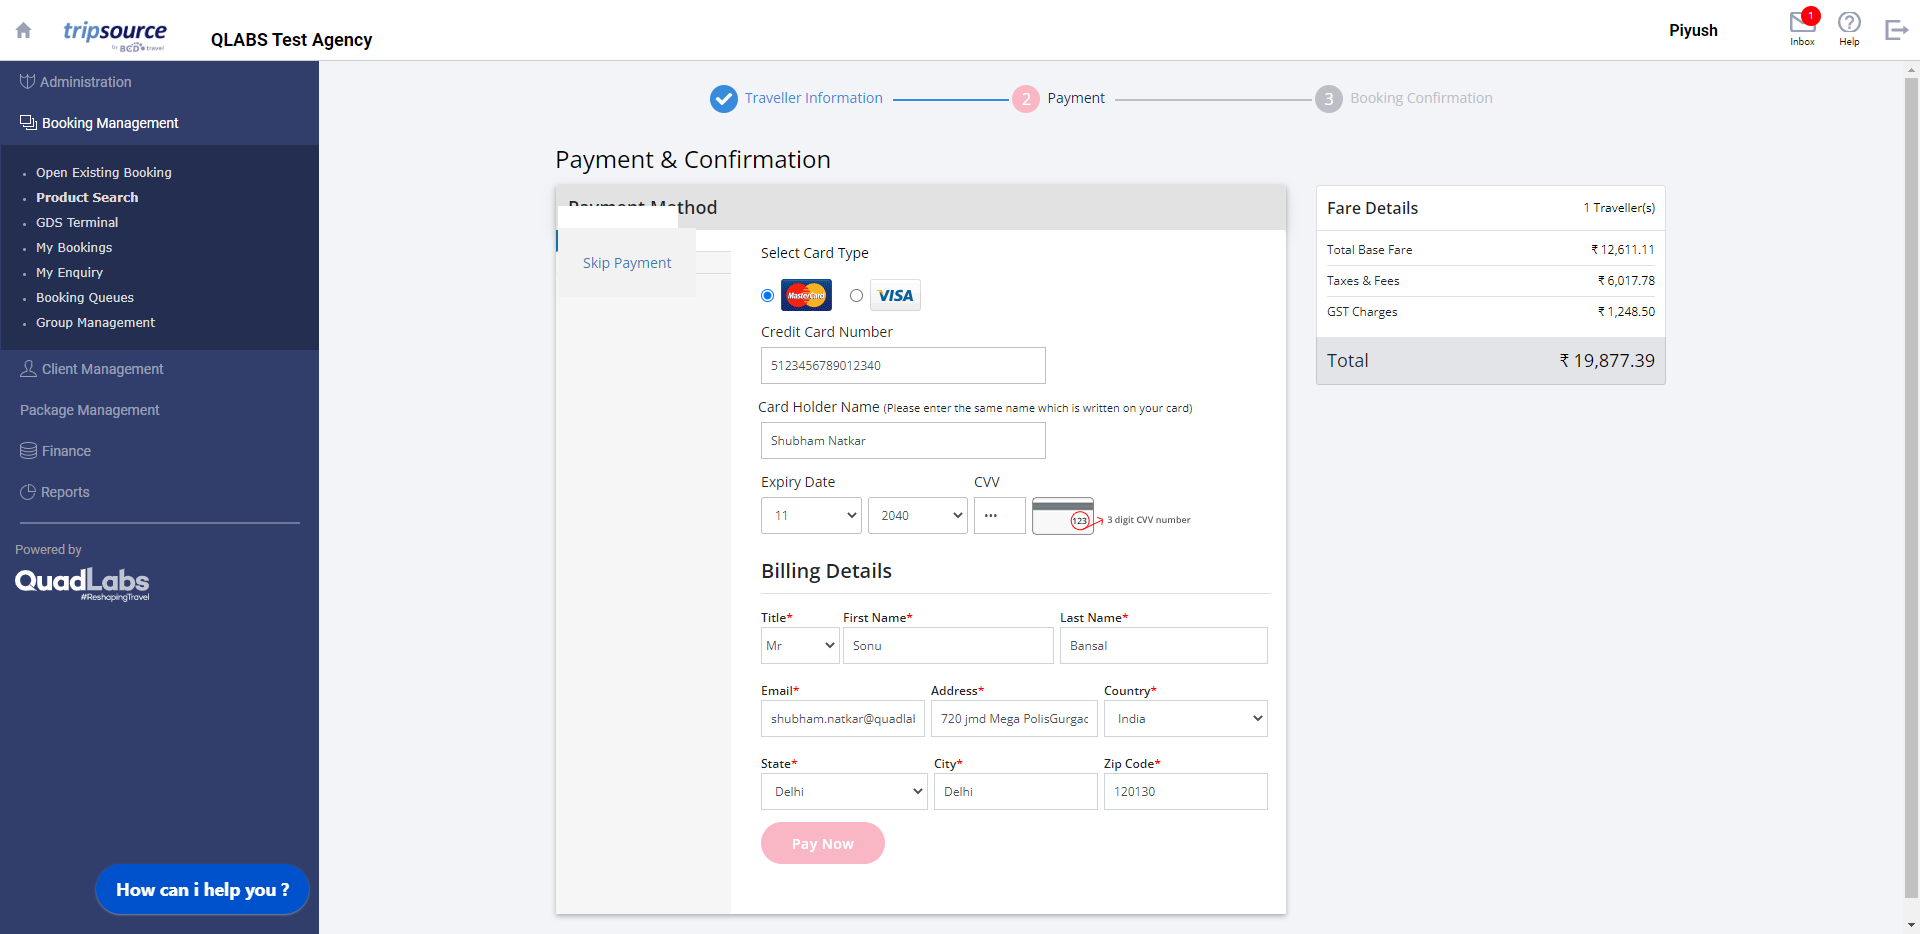 tripsource
by BCD travel
QLABS Test Agency
Piyush
1
Inbox
Help
Administration
Booking Management
Open Existing Booking
Product Search
GDS Terminal
My Bookings
My Enquiry
Booking Queues
Group Management
Client Management
Package Management
Finance
Reports
Powered by
QuadLabs
#ReshapingTravel
How can i help you ?
Traveller Information
2 Payment
3 Booking Confirmation
Payment & Confirmation
Payment Method
Skip Payment
Select Card Type
MasterCard
VISA
Credit Card Number
5123456789012340
Card Holder Name (Please enter the same name which is written on your card)
Shubham Natkar
Expiry Date CVV
11 2040 ••• 123 3 digit CVV number
Billing Details
Title* First Name* Last Name*
Mr Sonu Bansal
Email* Address* Country*
shubham.natkar@quadlal 720 jmd Mega PolisGurgac India
State* City* Zip Code*
Delhi Delhi 120130
Pay Now
Fare Details 1 Traveller(s)
Total Base Fare ₹ 12,611.11
Taxes & Fees ₹ 6,017.78
GST Charges ₹ 1,248.50
Total ₹ 19,877.39